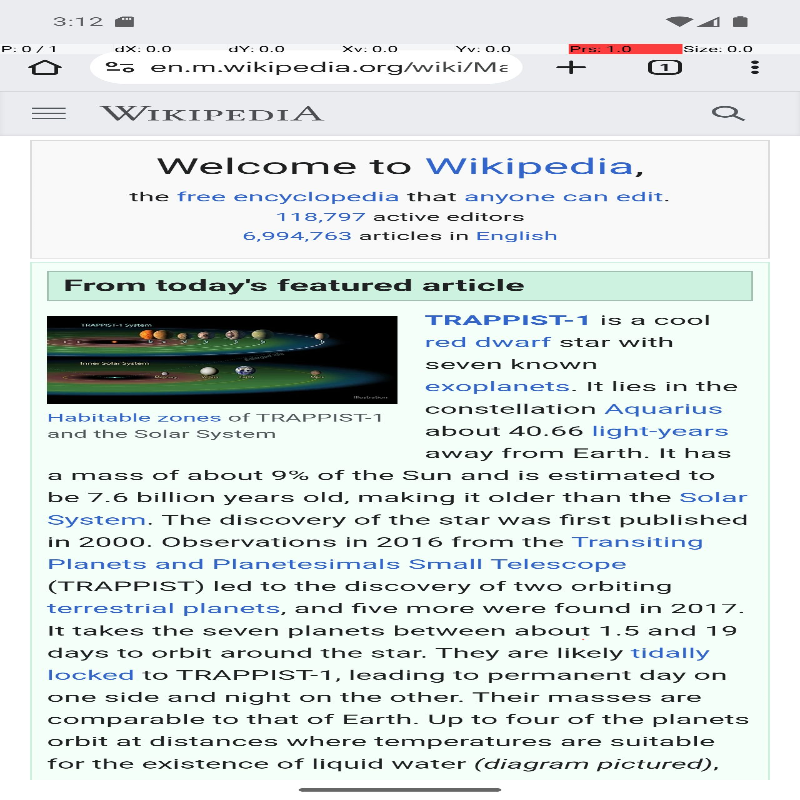 3:12
P: 0 / 1 dX: 0.0 dY: 0.0 Xv: 0.0 Yv: 0.0 Prs: 1.0 Size: 0.0
en.m.wikipedia.org/wiki/Ma
1
WIKIPEDIA
Welcome to Wikipedia,
the free encyclopedia that anyone can edit.
118,797 active editors
6,994,763 articles in English
From today's featured article
TRAPPIST-1 System
Inner Solar System
Illustration
Habitable zones of TRAPPIST-1
and the Solar System
TRAPPIST-1 is a cool
red dwarf star with
seven known
exoplanets. It lies in the
constellation Aquarius
about 40.66 light-years
away from Earth. It has
a mass of about 9% of the Sun and is estimated to
be 7.6 billion years old, making it older than the Solar
System. The discovery of the star was first published
in 2000. Observations in 2016 from the Transiting
Planets and Planetesimals Small Telescope
(TRAPPIST) led to the discovery of two orbiting
terrestrial planets, and five more were found in 2017.
It takes the seven planets between about 1.5 and 19
days to orbit around the star. They are likely tidally
locked to TRAPPIST-1, leading to permanent day on
one side and night on the other. Their masses are
comparable to that of Earth. Up to four of the planets
orbit at distances where temperatures are suitable
for the existence of liquid water (diagram pictured),